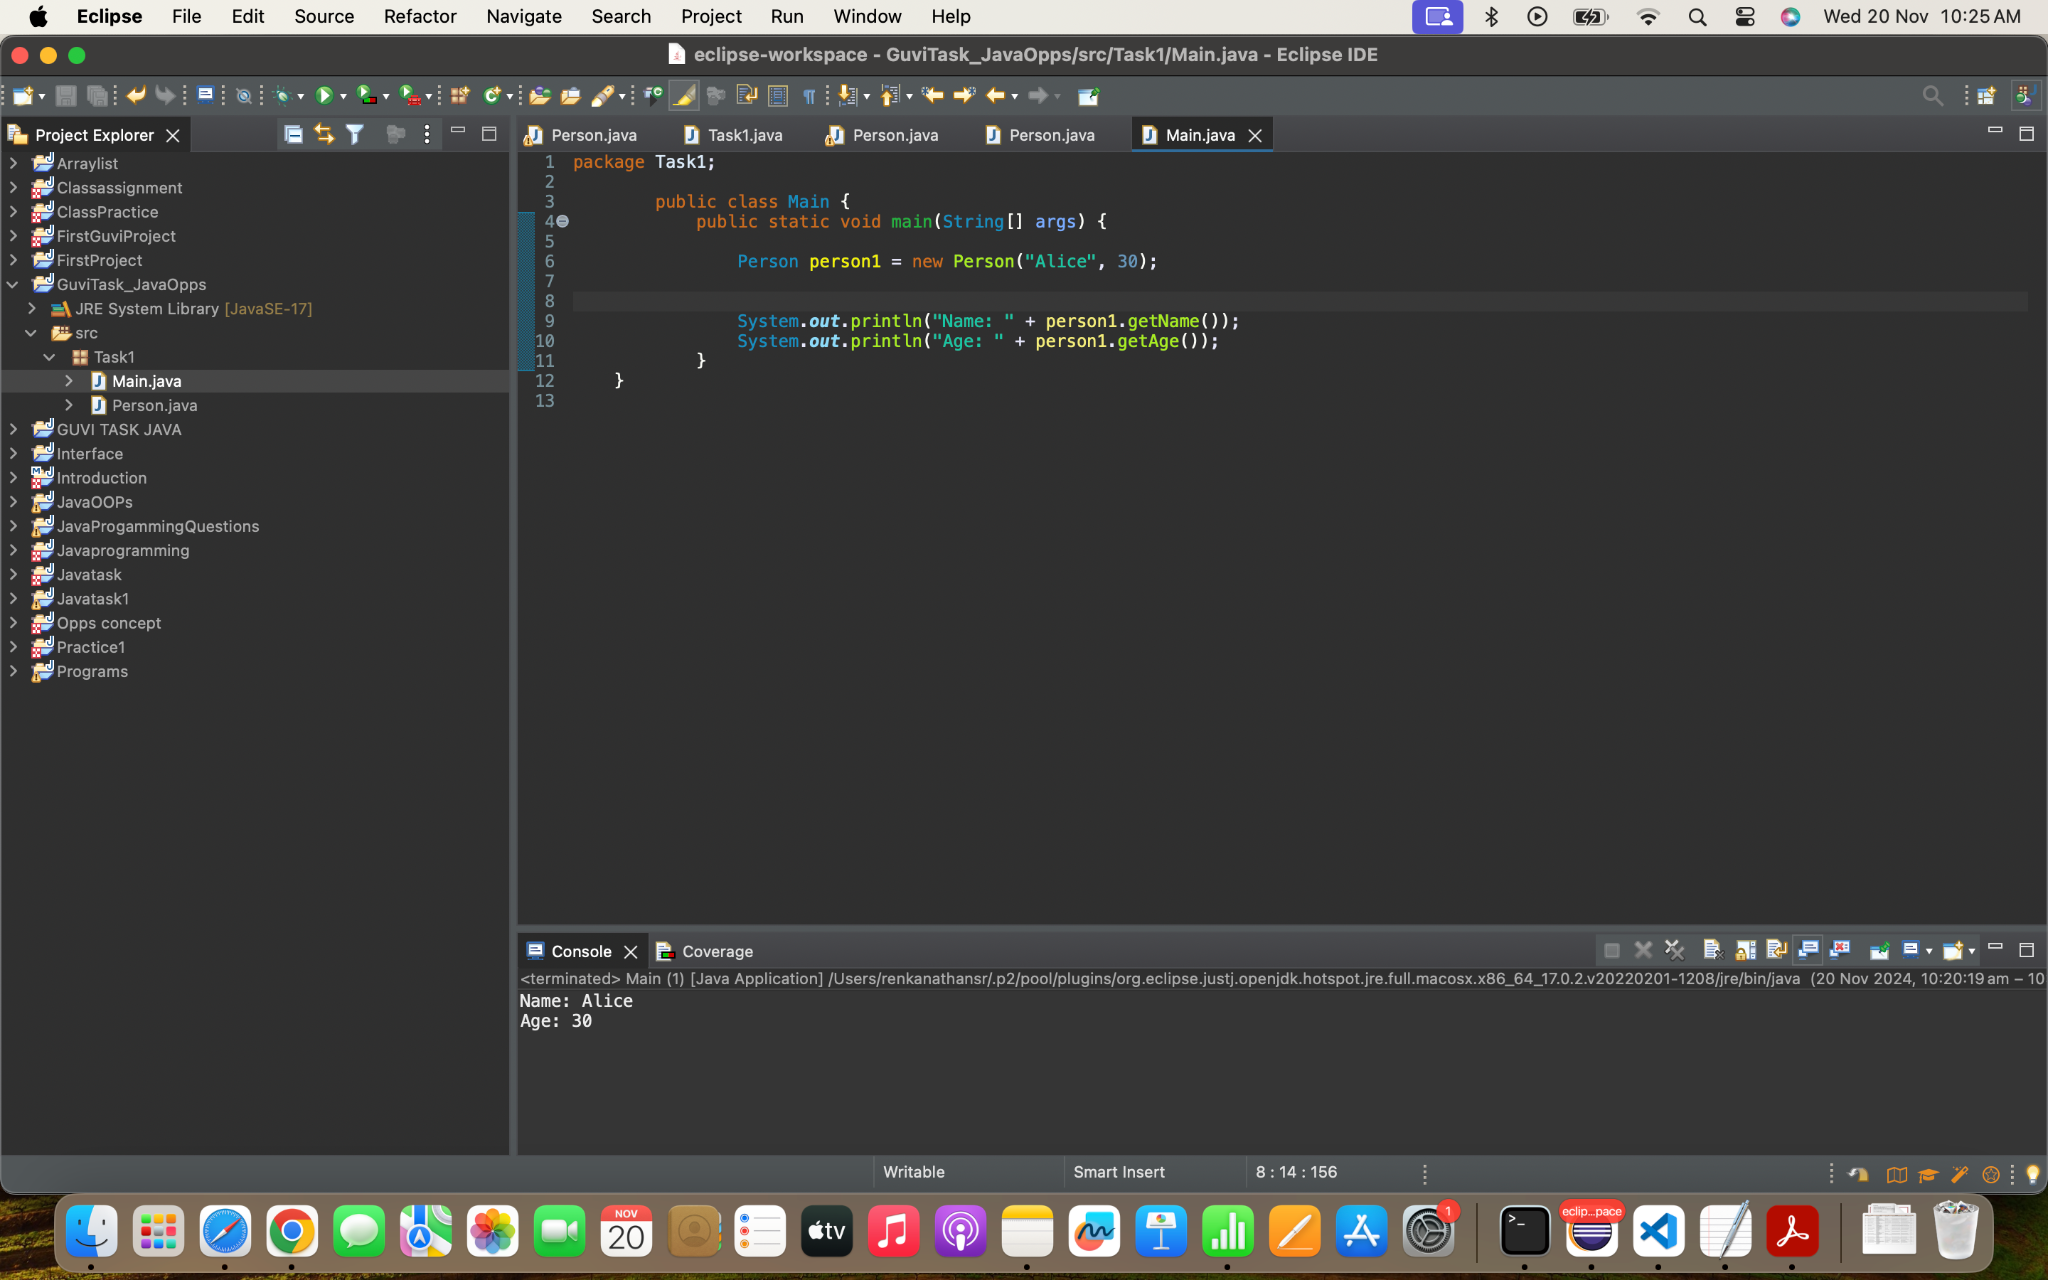 Eclipse File Edit Source Refactor Navigate Search Project Run Window Help Wed 20 Nov 10:25 AM
eclipse-workspace - GuviTask_JavaOpps/src/Task1/Main.java - Eclipse IDE
Project Explorer
Arraylist
Classassignment
ClassPractice
FirstGuviProject
FirstProject
GuviTask_JavaOpps
JRE System Library [JavaSE-17]
src
Task1
Main.java
Person.java
GUVI TASK JAVA
Interface
Introduction
JavaOOPs
JavaProgammingQuestions
Javaprogramming
Javatask
Javatask1
Opps concept
Practice1
Programs
Person.java Task1.java Person.java Person.java Main.java
1 package Task1;
2
3 public class Main {
4 public static void main(String[] args) {
5
6 Person person1 = new Person("Alice", 30);
7
8
9 System.out.println("Name: " + person1.getName());
10 System.out.println("Age: " + person1.getAge());
11 }
12 }
13
Console Coverage
<terminated> Main (1) [Java Application] /Users/renkanathansr/.p2/pool/plugins/org.eclipse.justj.openjdk.hotspot.jre.full.macosx.x86_64_17.0.2.v20220201-1208/jre/bin/java (20 Nov 2024, 10:20:19 am – 10
Name: Alice
Age: 30
Writable Smart Insert 8 : 14 : 156
NOV
20
tv
1
eclip...pace